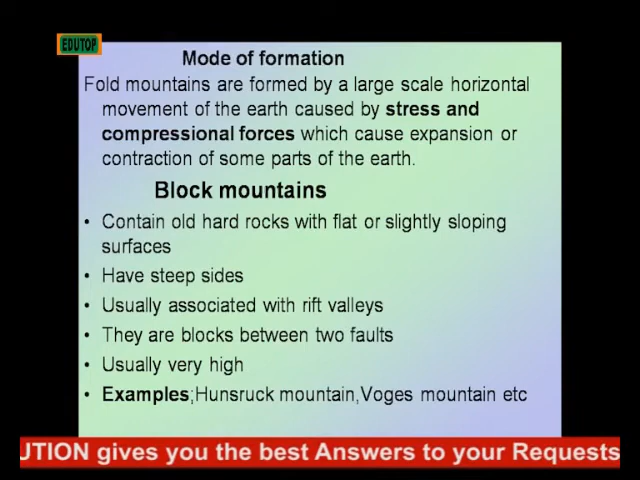 EDUTOP
Mode of formation
Fold mountains are formed by a large scale horizontal
movement of the earth caused by stress and
compressional forces which cause expansion or
contraction of some parts of the earth.
Block mountains
• Contain old hard rocks with flat or slightly sloping
surfaces
• Have steep sides
• Usually associated with rift valleys
• They are blocks between two faults
• Usually very high
• Examples;Hunsruck mountain,Voges mountain etc
UTION gives you the best Answers to your Requests